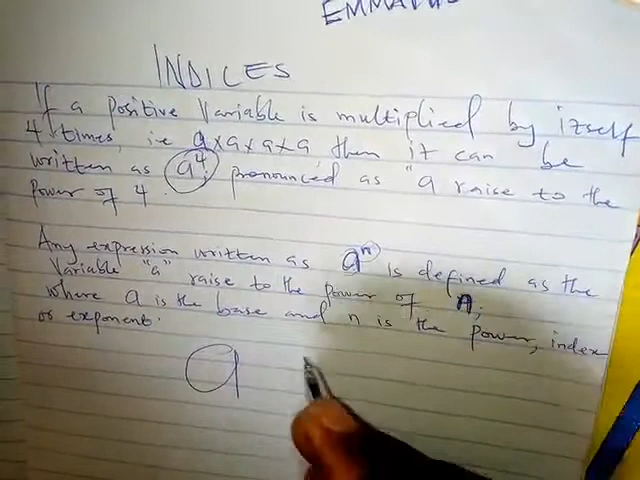 EMMANUE
INDICES
If a positive Variable is multiplied by itself
4 times, i.e a x a x a x a then it can be
written as a⁴; pronounced as "a raise to the
Power of 4.
Any expression written as aⁿ is defined as the
Variable "a" raise to the power of n;
where a is the base and n is the power, index
or exponent.
a